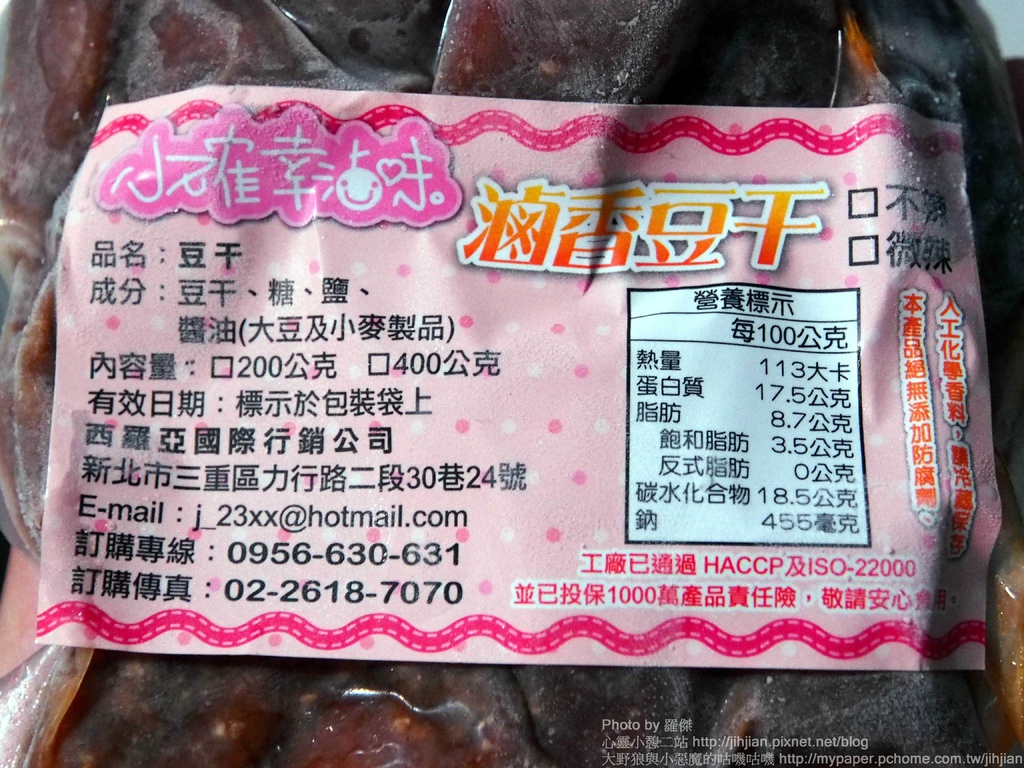 小確幸滷味
滷香豆干
□不辣
□微辣
品名：豆干
成分：豆干、糖、鹽、
醬油(大豆及小麥製品)
內容量：□200公克 □400公克
有效日期：標示於包裝袋上
西羅亞國際行銷公司
新北市三重區力行路二段30巷24號
E-mail：j_23xx@hotmail.com
訂購專線：0956-630-631
訂購傳真：02-2618-7070
營養標示
每100公克
熱量 113大卡
蛋白質 17.5公克
脂肪 8.7公克
飽和脂肪 3.5公克
反式脂肪 0公克
碳水化合物 18.5公克
鈉 455毫克
本產品絕無添加防腐劑、
人工化學香料，請冷藏保存
工廠已通過 HACCP及ISO-22000
並已投保1000萬產品責任險，敬請安心食用。
Photo by 羅傑
心靈小憩二站 http://jihjian.pixnet.net/blog
大野狼與小惡魔的咕嘰咕嘰 http://mypaper.pchome.com.tw/jihjian